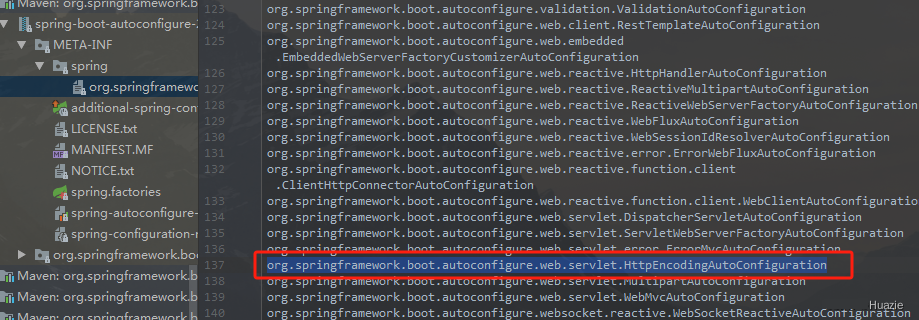 Maven: org.springframework.b
spring-boot-autoconfigure-2
META-INF
spring
org.springframewo
additional-spring-con
LICENSE.txt
MANIFEST.MF
NOTICE.txt
spring.factories
spring-autoconfigure-
spring-configuration-m
org.springframework.b
Maven: org.springframework.b
Maven: org.springframework.b
123 org.springframework.boot.autoconfigure.validation.ValidationAutoConfiguration
124 org.springframework.boot.autoconfigure.web.client.RestTemplateAutoConfiguration
125 org.springframework.boot.autoconfigure.web.embedded
.EmbeddedWebServerFactoryCustomizerAutoConfiguration
126 org.springframework.boot.autoconfigure.web.reactive.HttpHandlerAutoConfiguration
127 org.springframework.boot.autoconfigure.web.reactive.ReactiveMultipartAutoConfiguration
128 org.springframework.boot.autoconfigure.web.reactive.ReactiveWebServerFactoryAutoConfiguration
129 org.springframework.boot.autoconfigure.web.reactive.WebFluxAutoConfiguration
130 org.springframework.boot.autoconfigure.web.reactive.WebSessionIdResolverAutoConfiguration
131 org.springframework.boot.autoconfigure.web.reactive.error.ErrorWebFluxAutoConfiguration
132 org.springframework.boot.autoconfigure.web.reactive.function.client
.ClientHttpConnectorAutoConfiguration
133 org.springframework.boot.autoconfigure.web.reactive.function.client.WebClientAutoConfigura
134 org.springframework.boot.autoconfigure.web.servlet.DispatcherServletAutoConfiguration
135 org.springframework.boot.autoconfigure.web.servlet.ServletWebServerFactoryAutoConfiguration
136 org.springframework.boot.autoconfigure.web.servlet.error.ErrorMvcAutoConfiguration
137 org.springframework.boot.autoconfigure.web.servlet.HttpEncodingAutoConfiguration
138 org.springframework.boot.autoconfigure.web.servlet.MultipartAutoConfiguration
139 org.springframework.boot.autoconfigure.web.servlet.WebMvcAutoConfiguration
140 org.springframework.boot.autoconfigure.websocket.reactive.WebSocketReactiveAutoConfigurati
Huazie